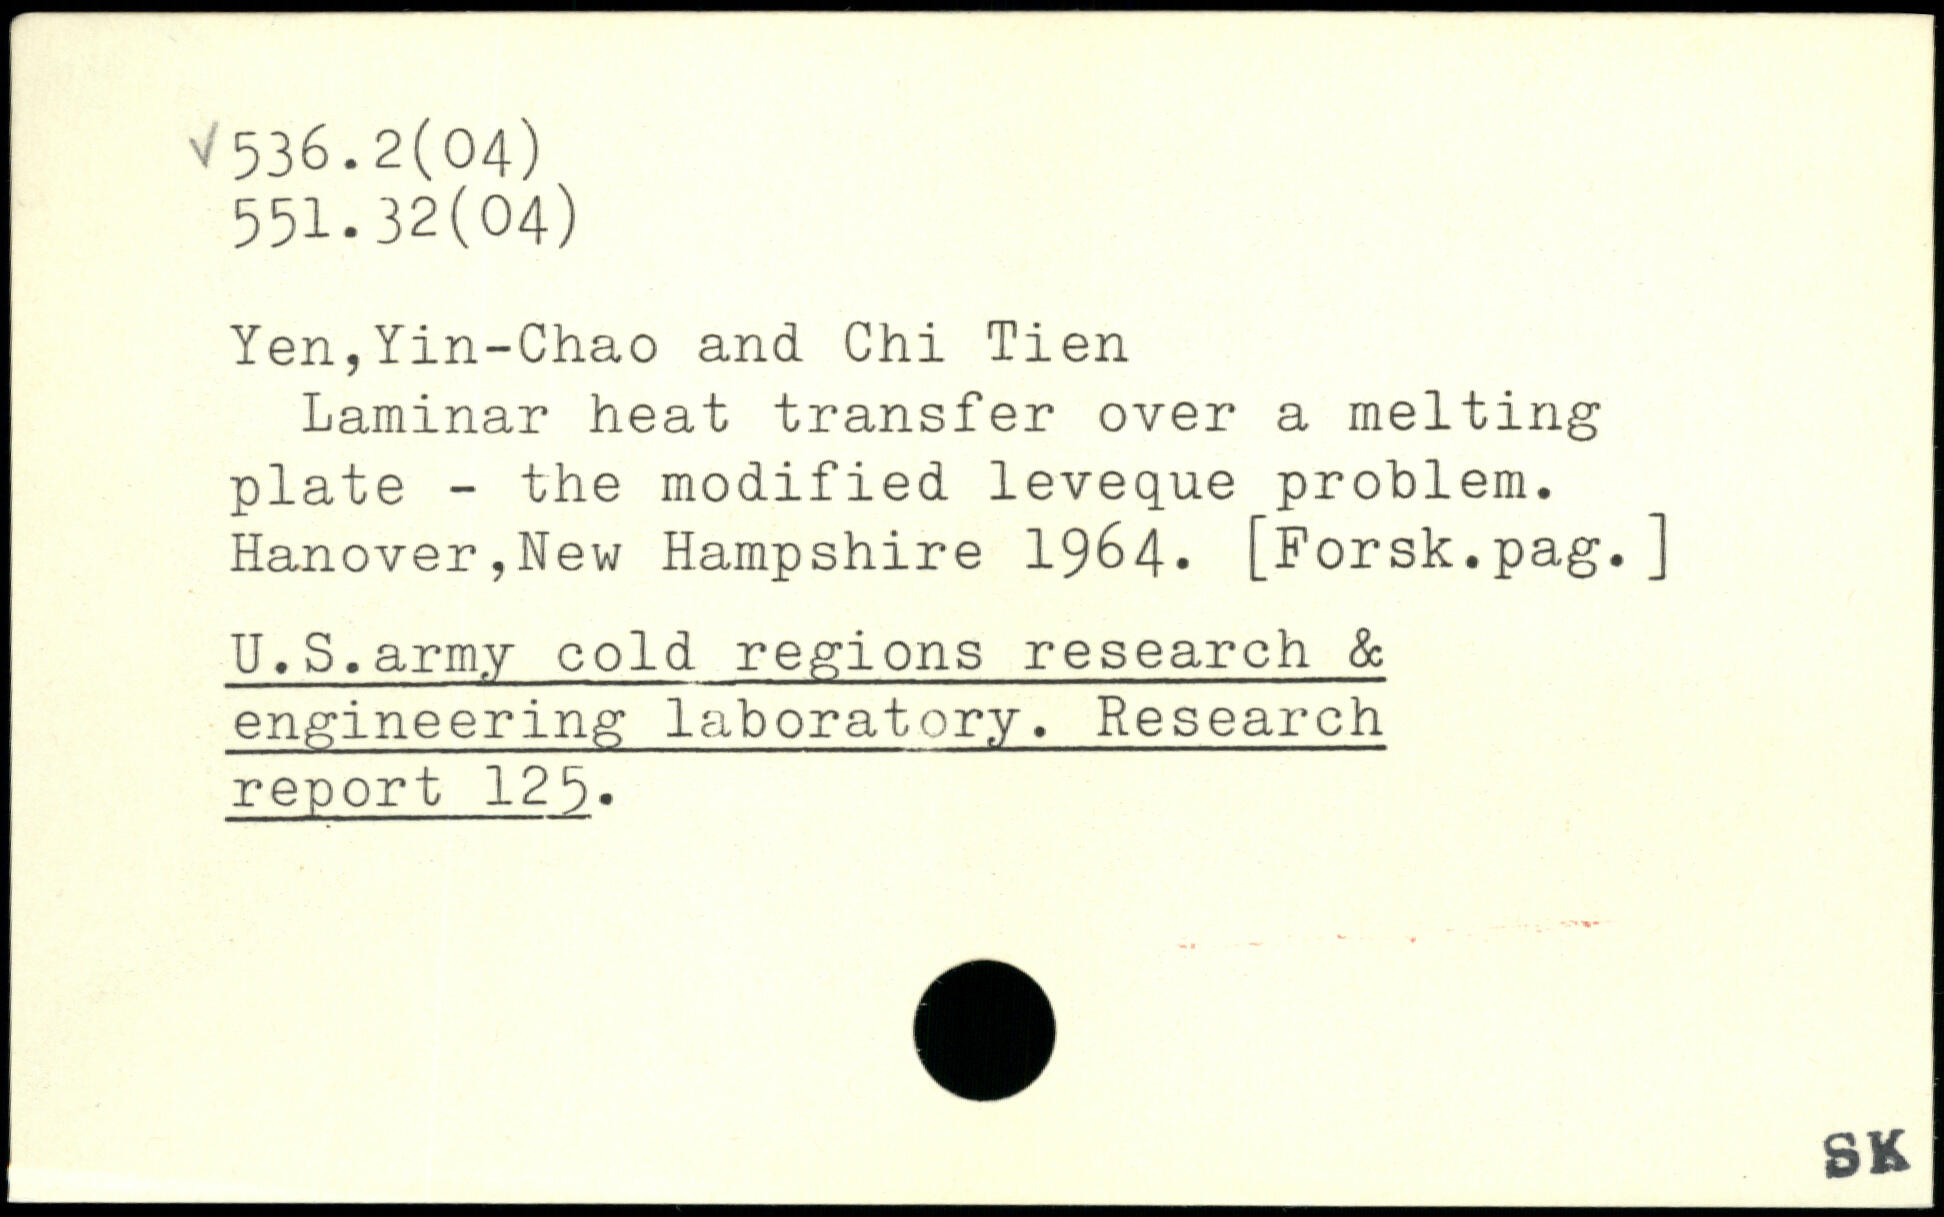 √536.2(04)
551.32(04)
Yen,Yin-Chao and Chi Tien
Laminar heat transfer over a melting
plate - the modified leveque problem.
Hanover,New Hampshire 1964. [Forsk.pag.]
U.S.army cold regions research &
engineering laboratory. Research
report 125.
SK